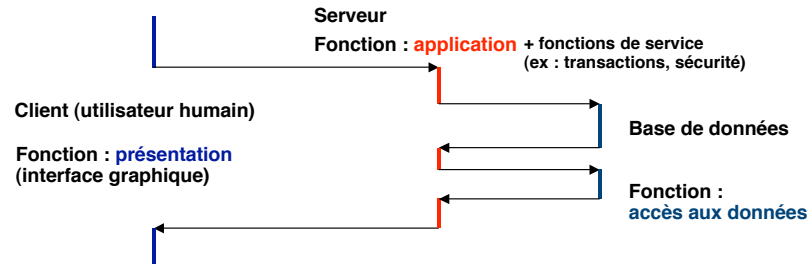 Serveur
Fonction : application + fonctions de service
(ex : transactions, sécurité)
Client (utilisateur humain)
Base de données
Fonction : présentation
(interface graphique)
Fonction :
accès aux données